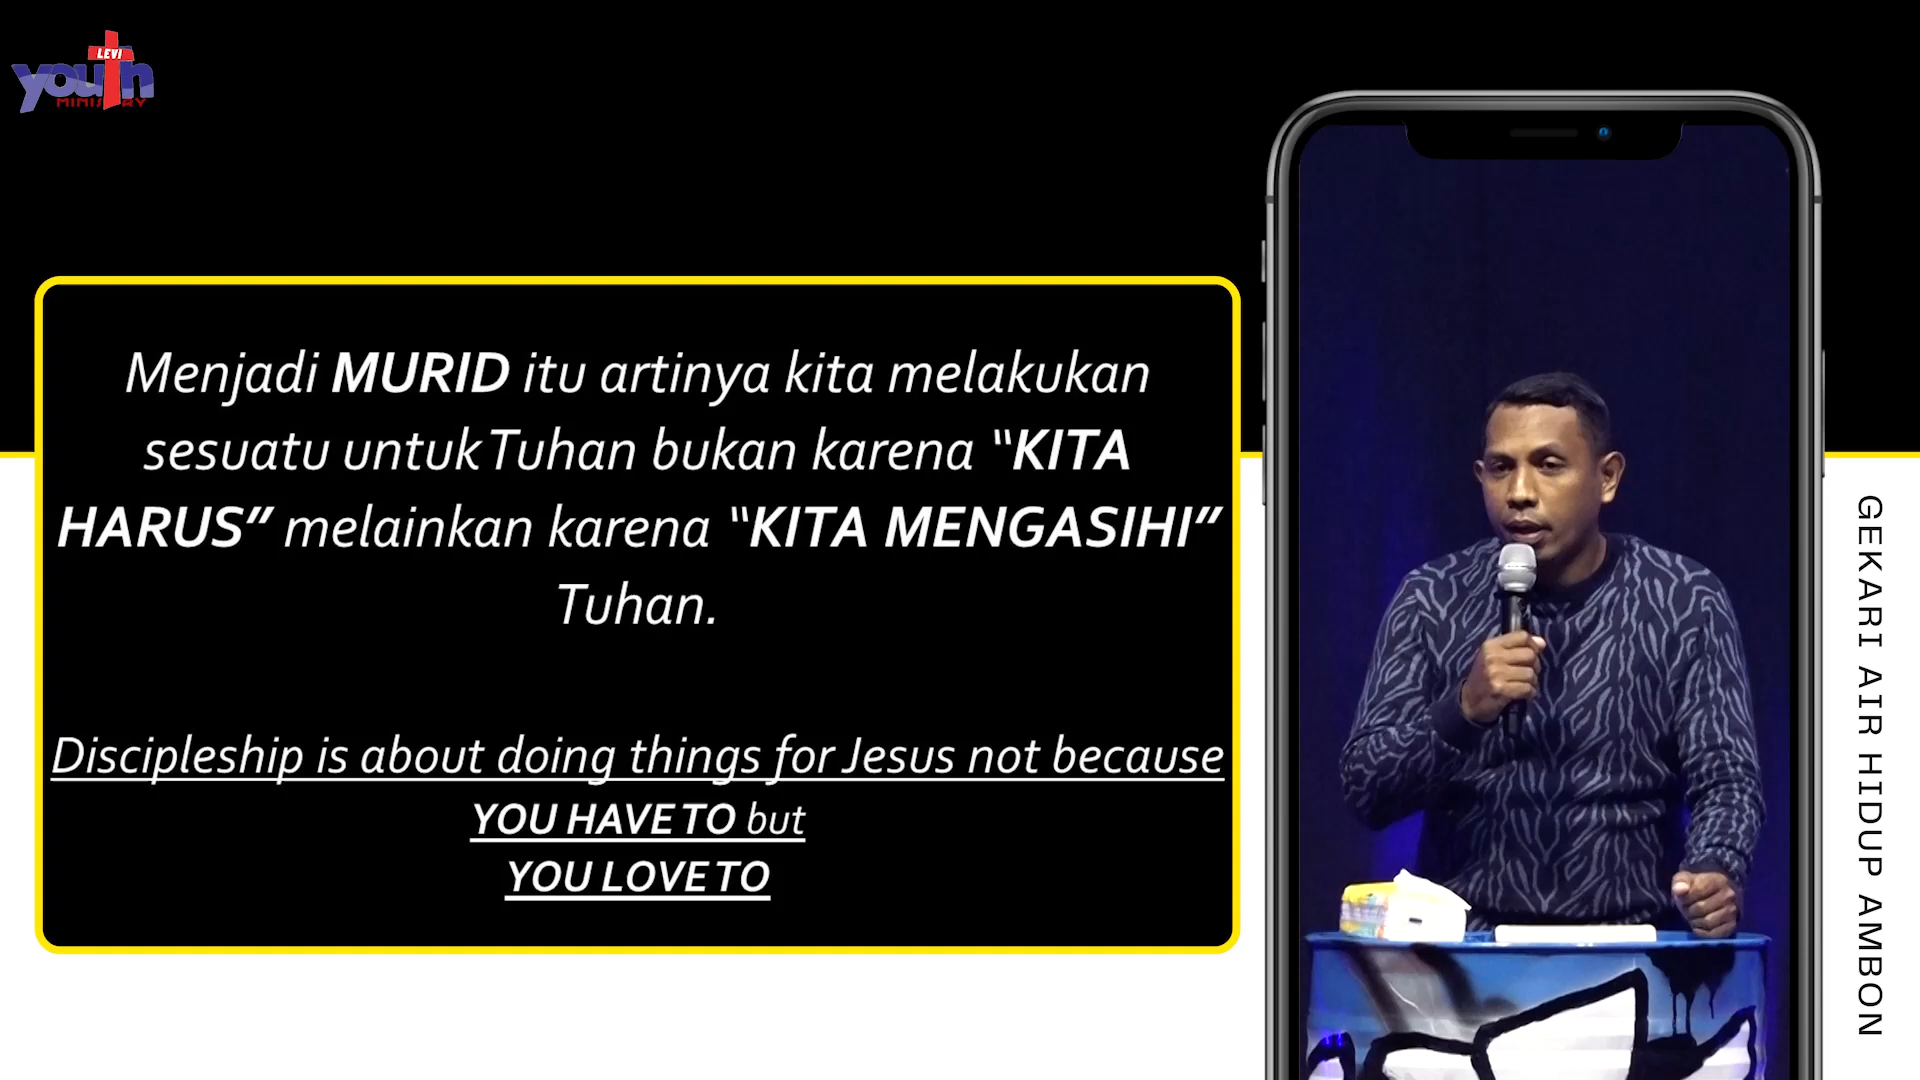 LEVI
youth
MINISTRY
Menjadi MURID itu artinya kita melakukan
sesuatu untuk Tuhan bukan karena “KITA
HARUS” melainkan karena “KITA MENGASIHI”
Tuhan.
Discipleship is about doing things for Jesus not because
YOU HAVE TO but
YOU LOVE TO
GEKARI AIR HIDUP AMBON